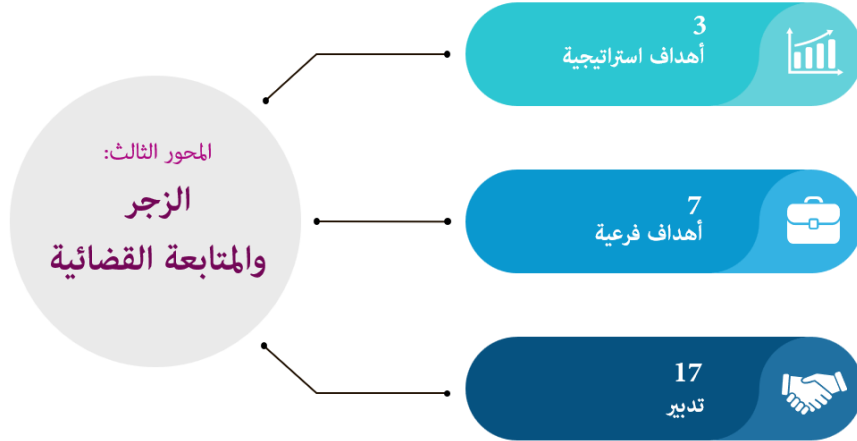 المحور الثالث:
الزجر
والمتابعة القضائية
3
أهداف استراتيجية
7
أهداف فرعية
17
تدبير